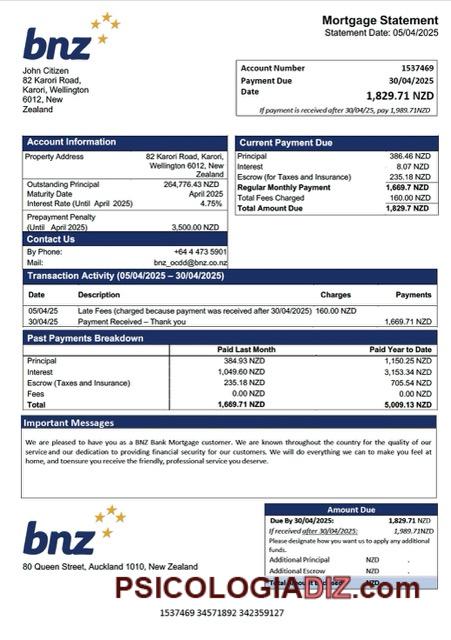 bnz
Mortgage Statement
Statement Date: 05/04/2025
John Citizen
82 Karori Road,
Karori, Wellington
6012, New
Zealand
Account Number 1537469
Payment Due 30/04/2025
Date 1,829.71 NZD
If payment is received after 30/04/25, pay 1,989.71NZD
Account Information
Property Address 82 Karori Road, Karori,
Wellington 6012, New
Zealand
Outstanding Principal 264,776.43 NZD
Maturity Date April 2025
Interest Rate (Until April 2025) 4.75%
Prepayment Penalty
(Until April 2025) 3,500.00 NZD
Current Payment Due
Principal 386.46 NZD
Interest 8.07 NZD
Escrow (for Taxes and Insurance) 235.18 NZD
Regular Monthly Payment 1,669.7 NZD
Total Fees Charged 160.00 NZD
Total Amount Due 1,829.7 NZD
Contact Us
By Phone: +64 4 473 5901
Mail: bnz_ocdd@bnz.co.nz
Transaction Activity (05/04/2025 – 30/04/2025)
Date Description Charges Payments
05/04/25 Late Fees (charged because payment was received after 30/04/2025) 160.00 NZD
30/04/25 Payment Received – Thank you 1,669.71 NZD
Past Payments Breakdown
Paid Last Month Paid Year to Date
Principal 384.93 NZD 1,150.25 NZD
Interest 1,049.60 NZD 3,153.34 NZD
Escrow (Taxes and Insurance) 235.18 NZD 705.54 NZD
Fees 0.00 NZD 0.00 NZD
Total 1,669.71 NZD 5,009.13 NZD
Important Messages
We are pleased to have you as a BNZ Bank Mortgage customer. We are known throughout the country for the quality of our
service and our dedication to providing financial security for our customers. We will do everything we can to make you feel at
home, and toensure you receive the friendly, professional service you deserve.
bnz
80 Queen Street, Auckland 1010, New Zealand
Amount Due
Due By 30/04/2025: 1,829.71 NZD
If received after 30/04/2025: 1,989.71NZD
Please designate how you want us to apply any additional
funds.
Additional Principal NZD .
Additional Escrow NZD .
Total Amount Enclosed NZD
PSICOLOGIADIZ.com
1537469 34571892 342359127